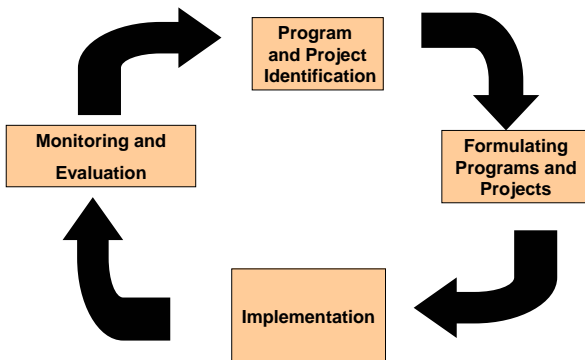 Program
and Project
Identification
Formulating
Programs and
Projects
Implementation
Monitoring and
Evaluation